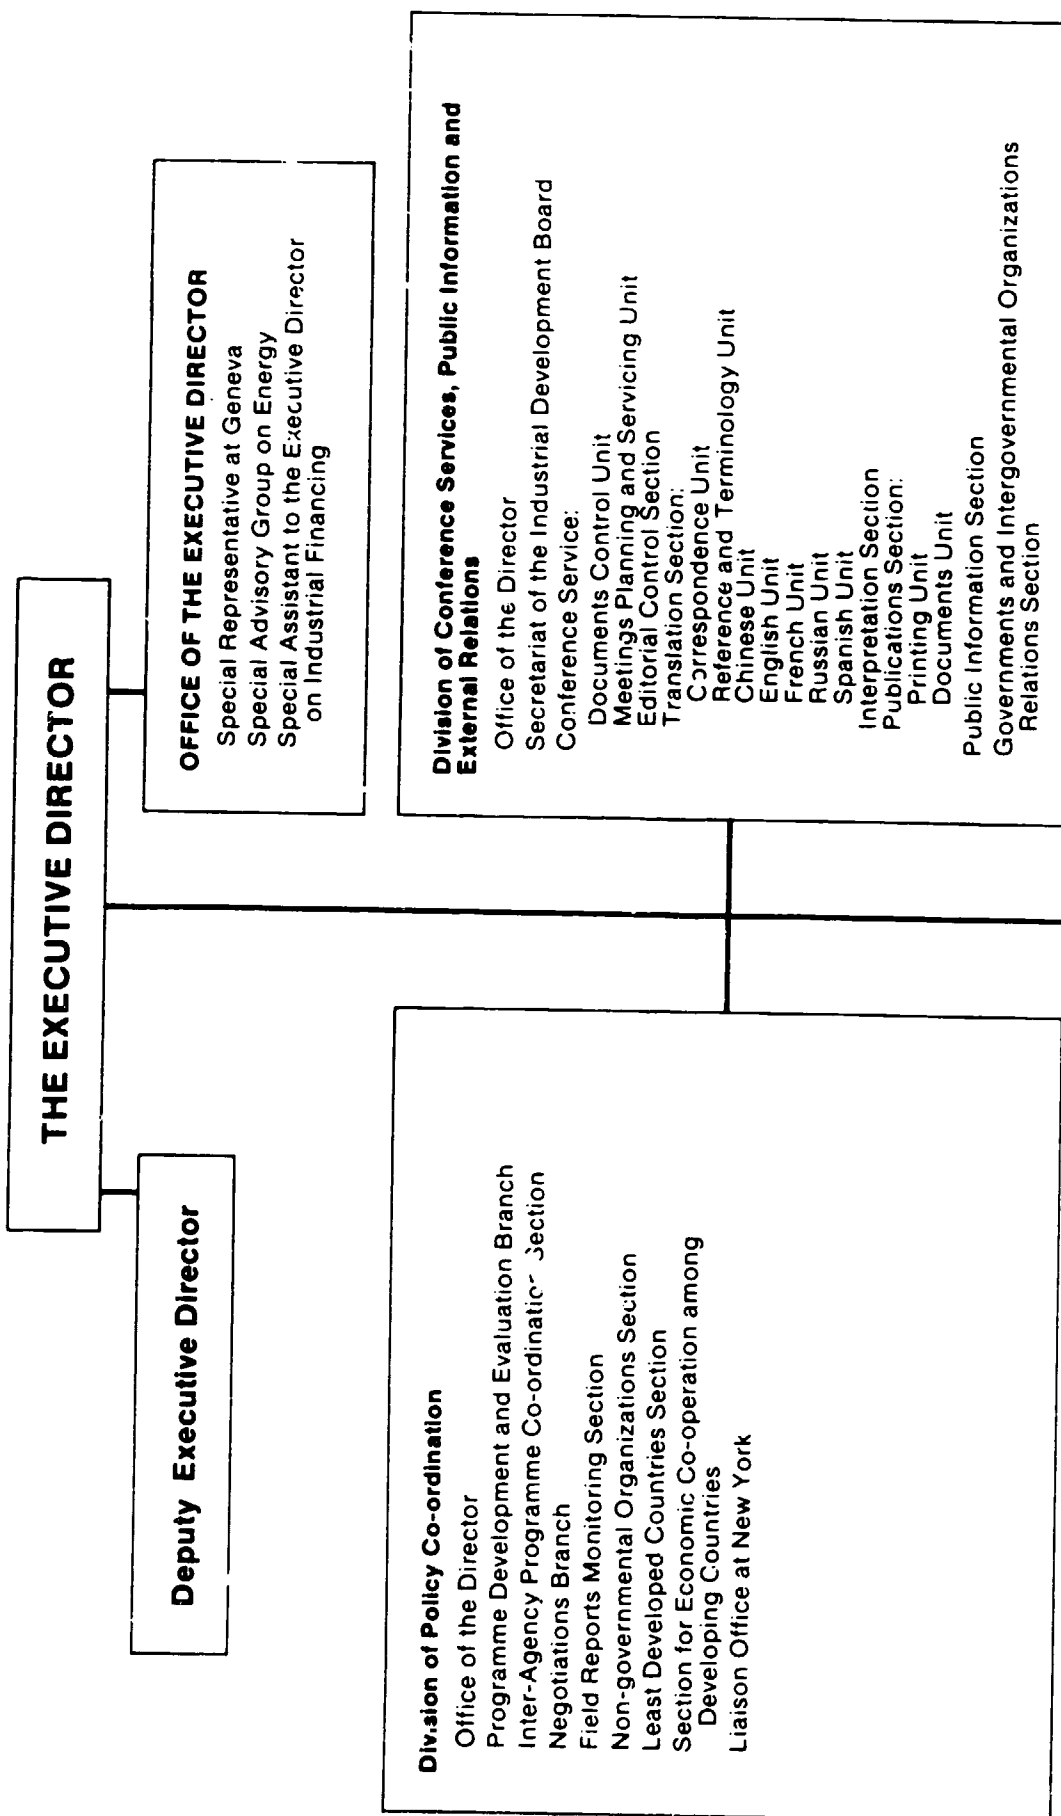 THE EXECUTIVE DIRECTOR
Deputy Executive Director
OFFICE OF THE EXECUTIVE DIRECTOR
Special Representative at Geneva
Special Advisory Group on Energy
Special Assistant to the Executive Director
on Industrial Financing
Division of Policy Co-ordination
Office of the Director
Programme Development and Evaluation Branch
Inter-Agency Programme Co-ordination Section
Negotiations Branch
Field Reports Monitoring Section
Non-governmental Organizations Section
Least Developed Countries Section
Section for Economic Co-operation among
Developing Countries
Liaison Office at New York
Division of Conference Services, Public Information and
External Relations
Office of the Director
Secretariat of the Industrial Development Board
Conference Service:
Documents Control Unit
Meetings Planning and Servicing Unit
Editorial Control Section
Translation Section:
Correspondence Unit
Reference and Terminology Unit
Chinese Unit
English Unit
French Unit
Russian Unit
Spanish Unit
Interpretation Section
Publications Section:
Printing Unit
Documents Unit
Public Information Section
Governments and Intergovernmental Organizations
Relations Section